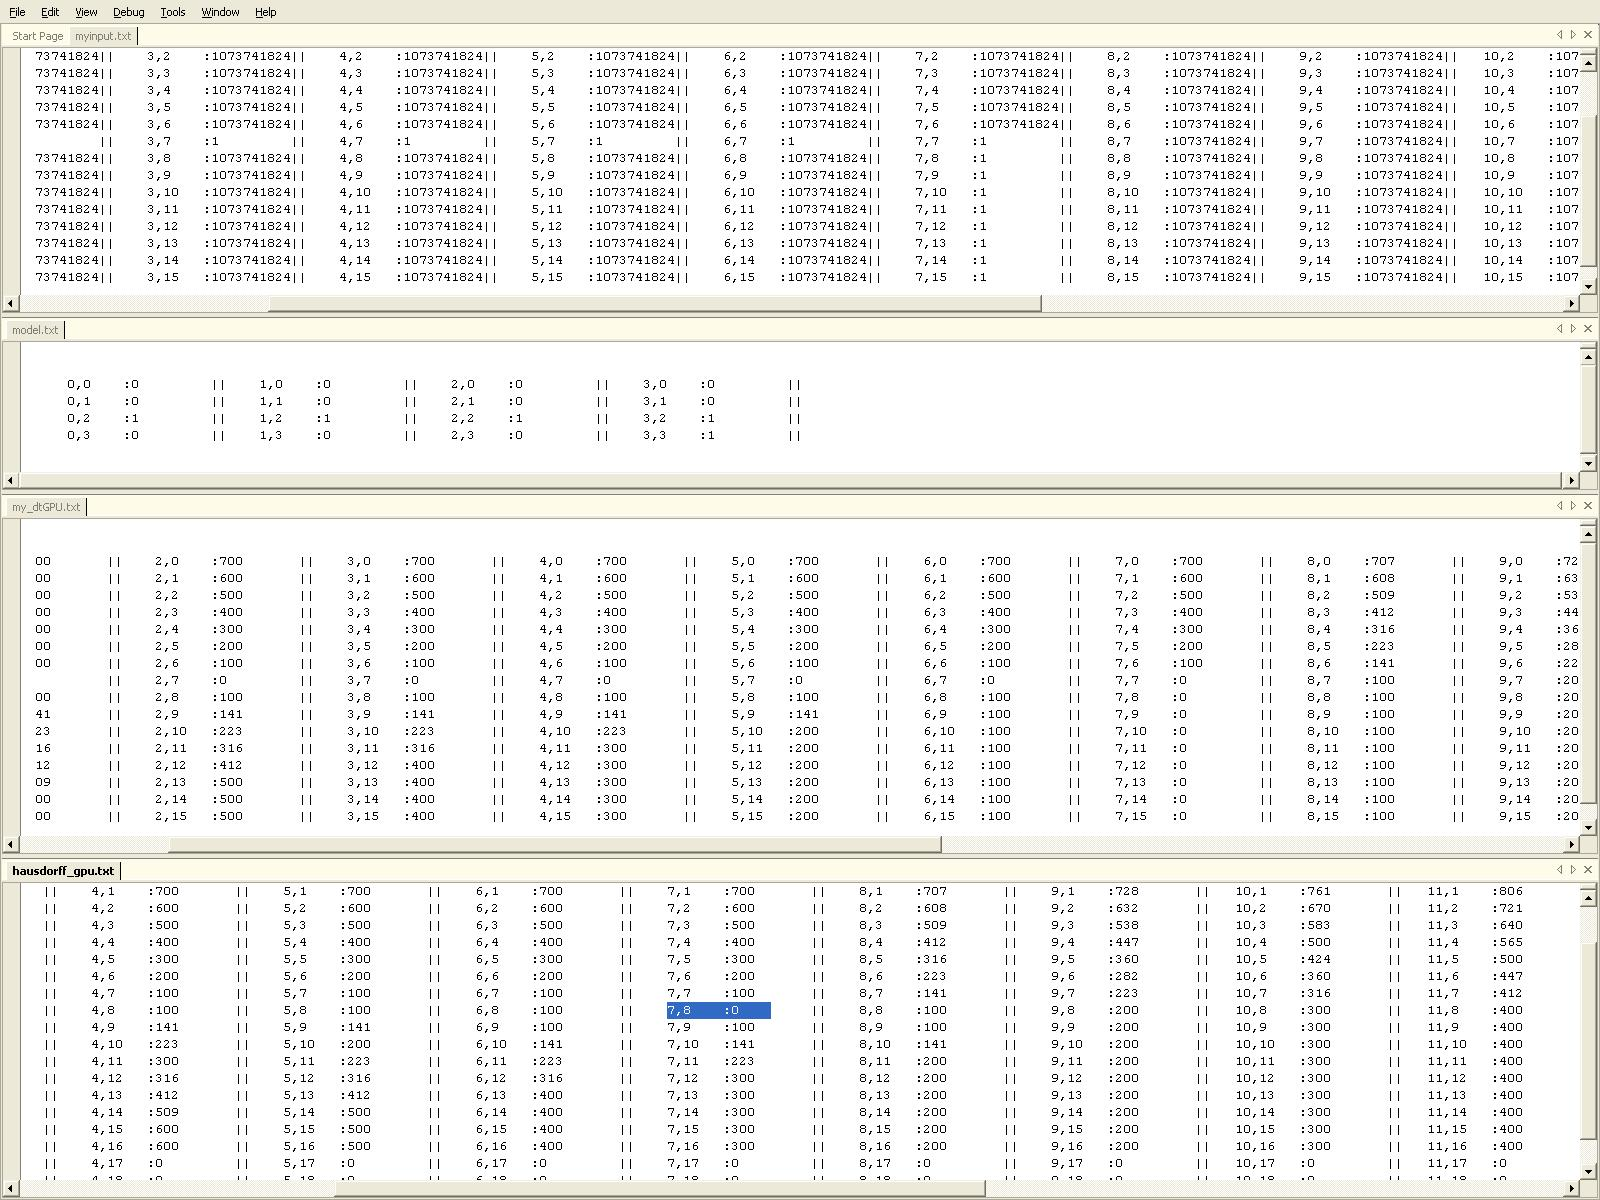 File Edit View Debug Tools Window Help
Start Page myinput.txt
73741824|| 3,2 :1073741824|| 4,2 :1073741824|| 5,2 :1073741824|| 6,2 :1073741824|| 7,2 :1073741824|| 8,2 :1073741824|| 9,2 :1073741824|| 10,2 :107
73741824|| 3,3 :1073741824|| 4,3 :1073741824|| 5,3 :1073741824|| 6,3 :1073741824|| 7,3 :1073741824|| 8,3 :1073741824|| 9,3 :1073741824|| 10,3 :107
73741824|| 3,4 :1073741824|| 4,4 :1073741824|| 5,4 :1073741824|| 6,4 :1073741824|| 7,4 :1073741824|| 8,4 :1073741824|| 9,4 :1073741824|| 10,4 :107
73741824|| 3,5 :1073741824|| 4,5 :1073741824|| 5,5 :1073741824|| 6,5 :1073741824|| 7,5 :1073741824|| 8,5 :1073741824|| 9,5 :1073741824|| 10,5 :107
73741824|| 3,6 :1073741824|| 4,6 :1073741824|| 5,6 :1073741824|| 6,6 :1073741824|| 7,6 :1073741824|| 8,6 :1073741824|| 9,6 :1073741824|| 10,6 :107
|| 3,7 :1 || 4,7 :1 || 5,7 :1 || 6,7 :1 || 7,7 :1 || 8,7 :1073741824|| 9,7 :1073741824|| 10,7 :107
73741824|| 3,8 :1073741824|| 4,8 :1073741824|| 5,8 :1073741824|| 6,8 :1073741824|| 7,8 :1 || 8,8 :1073741824|| 9,8 :1073741824|| 10,8 :107
73741824|| 3,9 :1073741824|| 4,9 :1073741824|| 5,9 :1073741824|| 6,9 :1073741824|| 7,9 :1 || 8,9 :1073741824|| 9,9 :1073741824|| 10,9 :107
73741824|| 3,10 :1073741824|| 4,10 :1073741824|| 5,10 :1073741824|| 6,10 :1073741824|| 7,10 :1 || 8,10 :1073741824|| 9,10 :1073741824|| 10,10 :107
73741824|| 3,11 :1073741824|| 4,11 :1073741824|| 5,11 :1073741824|| 6,11 :1073741824|| 7,11 :1 || 8,11 :1073741824|| 9,11 :1073741824|| 10,11 :107
73741824|| 3,12 :1073741824|| 4,12 :1073741824|| 5,12 :1073741824|| 6,12 :1073741824|| 7,12 :1 || 8,12 :1073741824|| 9,12 :1073741824|| 10,12 :107
73741824|| 3,13 :1073741824|| 4,13 :1073741824|| 5,13 :1073741824|| 6,13 :1073741824|| 7,13 :1 || 8,13 :1073741824|| 9,13 :1073741824|| 10,13 :107
73741824|| 3,14 :1073741824|| 4,14 :1073741824|| 5,14 :1073741824|| 6,14 :1073741824|| 7,14 :1 || 8,14 :1073741824|| 9,14 :1073741824|| 10,14 :107
73741824|| 3,15 :1073741824|| 4,15 :1073741824|| 5,15 :1073741824|| 6,15 :1073741824|| 7,15 :1 || 8,15 :1073741824|| 9,15 :1073741824|| 10,15 :107
model.txt
0,0 :0 || 1,0 :0 || 2,0 :0 || 3,0 :0 ||
0,1 :0 || 1,1 :0 || 2,1 :0 || 3,1 :0 ||
0,2 :1 || 1,2 :1 || 2,2 :1 || 3,2 :1 ||
0,3 :0 || 1,3 :0 || 2,3 :0 || 3,3 :1 ||
my_dtGPU.txt
00 || 2,0 :700 || 3,0 :700 || 4,0 :700 || 5,0 :700 || 6,0 :700 || 7,0 :700 || 8,0 :707 || 9,0 :72
00 || 2,1 :600 || 3,1 :600 || 4,1 :600 || 5,1 :600 || 6,1 :600 || 7,1 :600 || 8,1 :608 || 9,1 :63
00 || 2,2 :500 || 3,2 :500 || 4,2 :500 || 5,2 :500 || 6,2 :500 || 7,2 :500 || 8,2 :509 || 9,2 :53
00 || 2,3 :400 || 3,3 :400 || 4,3 :400 || 5,3 :400 || 6,3 :400 || 7,3 :400 || 8,3 :412 || 9,3 :44
00 || 2,4 :300 || 3,4 :300 || 4,4 :300 || 5,4 :300 || 6,4 :300 || 7,4 :300 || 8,4 :316 || 9,4 :36
00 || 2,5 :200 || 3,5 :200 || 4,5 :200 || 5,5 :200 || 6,5 :200 || 7,5 :200 || 8,5 :223 || 9,5 :28
00 || 2,6 :100 || 3,6 :100 || 4,6 :100 || 5,6 :100 || 6,6 :100 || 7,6 :100 || 8,6 :141 || 9,6 :22
|| 2,7 :0 || 3,7 :0 || 4,7 :0 || 5,7 :0 || 6,7 :0 || 7,7 :0 || 8,7 :100 || 9,7 :20
00 || 2,8 :100 || 3,8 :100 || 4,8 :100 || 5,8 :100 || 6,8 :100 || 7,8 :0 || 8,8 :100 || 9,8 :20
41 || 2,9 :141 || 3,9 :141 || 4,9 :141 || 5,9 :141 || 6,9 :100 || 7,9 :0 || 8,9 :100 || 9,9 :20
23 || 2,10 :223 || 3,10 :223 || 4,10 :223 || 5,10 :200 || 6,10 :100 || 7,10 :0 || 8,10 :100 || 9,10 :20
16 || 2,11 :316 || 3,11 :316 || 4,11 :300 || 5,11 :200 || 6,11 :100 || 7,11 :0 || 8,11 :100 || 9,11 :20
12 || 2,12 :412 || 3,12 :400 || 4,12 :300 || 5,12 :200 || 6,12 :100 || 7,12 :0 || 8,12 :100 || 9,12 :20
09 || 2,13 :500 || 3,13 :400 || 4,13 :300 || 5,13 :200 || 6,13 :100 || 7,13 :0 || 8,13 :100 || 9,13 :20
00 || 2,14 :500 || 3,14 :400 || 4,14 :300 || 5,14 :200 || 6,14 :100 || 7,14 :0 || 8,14 :100 || 9,14 :20
00 || 2,15 :500 || 3,15 :400 || 4,15 :300 || 5,15 :200 || 6,15 :100 || 7,15 :0 || 8,15 :100 || 9,15 :20
hausdorff_gpu.txt
|| 4,1 :700 || 5,1 :700 || 6,1 :700 || 7,1 :700 || 8,1 :707 || 9,1 :728 || 10,1 :761 || 11,1 :806
|| 4,2 :600 || 5,2 :600 || 6,2 :600 || 7,2 :600 || 8,2 :608 || 9,2 :632 || 10,2 :670 || 11,2 :721
|| 4,3 :500 || 5,3 :500 || 6,3 :500 || 7,3 :500 || 8,3 :509 || 9,3 :538 || 10,3 :583 || 11,3 :640
|| 4,4 :400 || 5,4 :400 || 6,4 :400 || 7,4 :400 || 8,4 :412 || 9,4 :447 || 10,4 :500 || 11,4 :565
|| 4,5 :300 || 5,5 :300 || 6,5 :300 || 7,5 :300 || 8,5 :316 || 9,5 :360 || 10,5 :424 || 11,5 :500
|| 4,6 :200 || 5,6 :200 || 6,6 :200 || 7,6 :200 || 8,6 :223 || 9,6 :282 || 10,6 :360 || 11,6 :447
|| 4,7 :100 || 5,7 :100 || 6,7 :100 || 7,7 :100 || 8,7 :141 || 9,7 :223 || 10,7 :316 || 11,7 :412
|| 4,8 :100 || 5,8 :100 || 6,8 :100 || 7,8 :0 || 8,8 :100 || 9,8 :200 || 10,8 :300 || 11,8 :400
|| 4,9 :141 || 5,9 :141 || 6,9 :100 || 7,9 :100 || 8,9 :100 || 9,9 :200 || 10,9 :300 || 11,9 :400
|| 4,10 :223 || 5,10 :200 || 6,10 :141 || 7,10 :141 || 8,10 :141 || 9,10 :200 || 10,10 :300 || 11,10 :400
|| 4,11 :300 || 5,11 :223 || 6,11 :223 || 7,11 :223 || 8,11 :200 || 9,11 :200 || 10,11 :300 || 11,11 :400
|| 4,12 :316 || 5,12 :316 || 6,12 :316 || 7,12 :300 || 8,12 :200 || 9,12 :200 || 10,12 :300 || 11,12 :400
|| 4,13 :412 || 5,13 :412 || 6,13 :400 || 7,13 :300 || 8,13 :200 || 9,13 :200 || 10,13 :300 || 11,13 :400
|| 4,14 :509 || 5,14 :500 || 6,14 :400 || 7,14 :300 || 8,14 :200 || 9,14 :200 || 10,14 :300 || 11,14 :400
|| 4,15 :600 || 5,15 :500 || 6,15 :400 || 7,15 :300 || 8,15 :200 || 9,15 :200 || 10,15 :300 || 11,15 :400
|| 4,16 :600 || 5,16 :500 || 6,16 :400 || 7,16 :300 || 8,16 :200 || 9,16 :200 || 10,16 :300 || 11,16 :400
|| 4,17 :0 || 5,17 :0 || 6,17 :0 || 7,17 :0 || 8,17 :0 || 9,17 :0 || 10,17 :0 || 11,17 :0